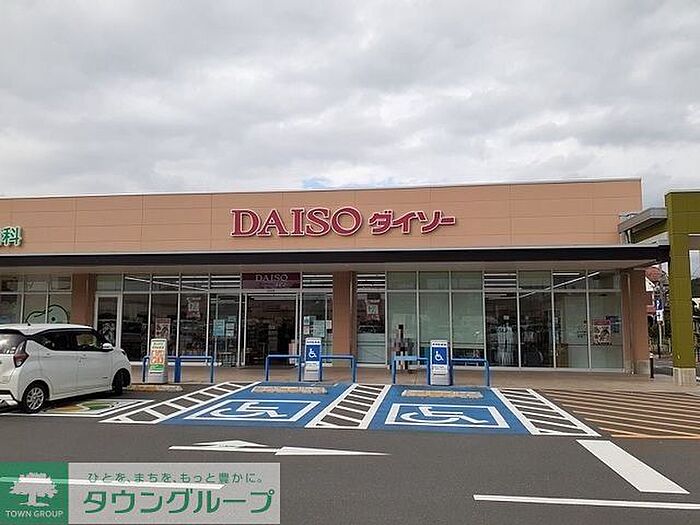 科
DAISO ダイソー
DAISO
TOWN GROUP
ひとを、まちを、もっと豊かに
タウングループ